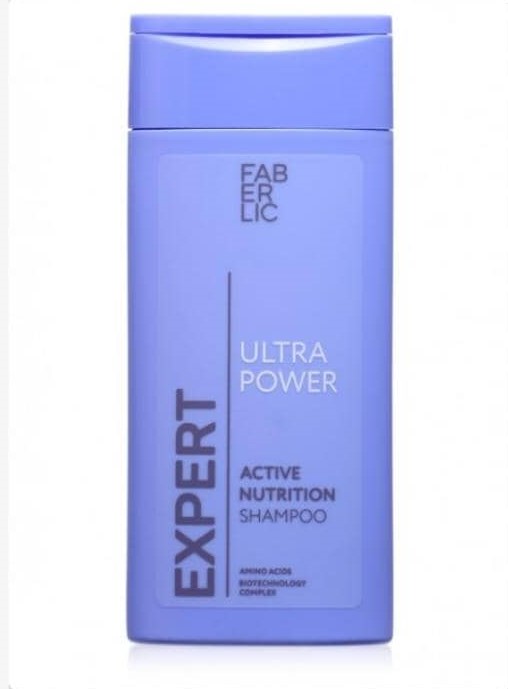 FAB
ER
LIC
ULTRA
POWER
EXPERT
ACTIVE
NUTRITION
SHAMPOO
AMINO ACIDS
BIOTECHNOLOGY
COMPLEX